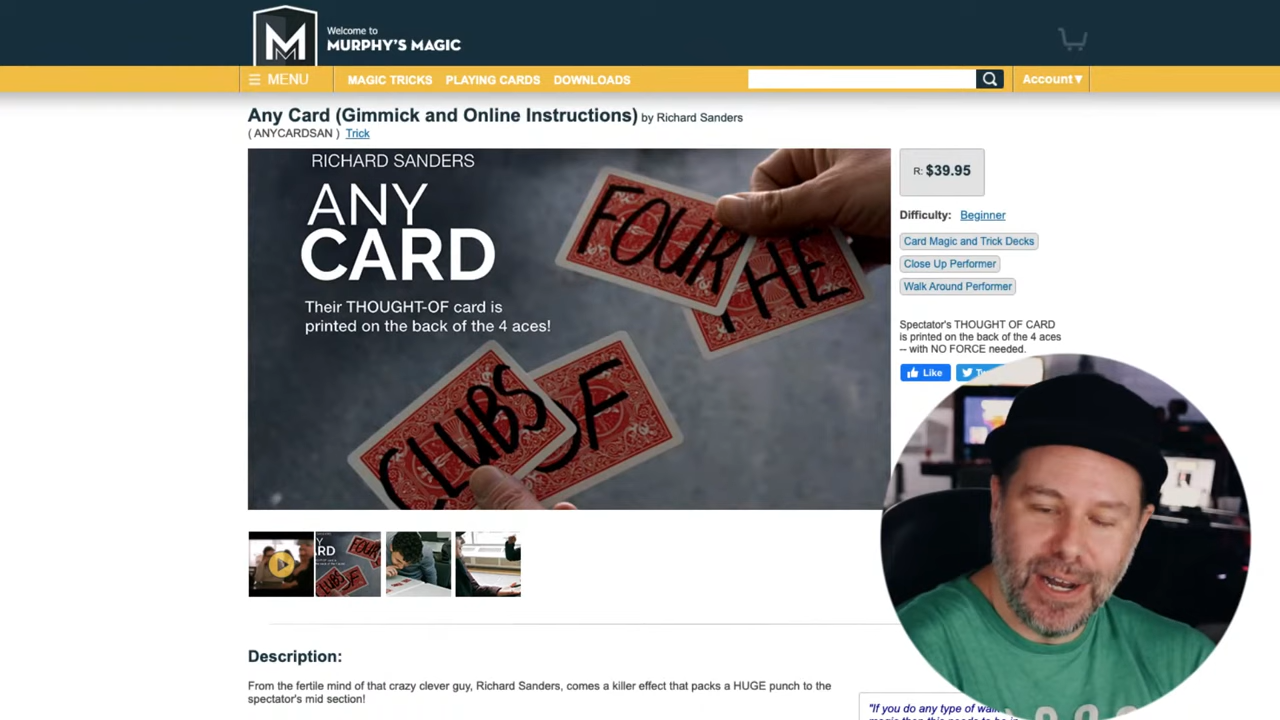 Welcome to
MURPHY'S MAGIC
MENU
MAGIC TRICKS
PLAYING CARDS
DOWNLOADS
Account▾
Any Card (Gimmick and Online Instructions) by Richard Sanders
( ANYCARDSAN ) Trick
RICHARD SANDERS
ANY
CARD
Their THOUGHT-OF card is
printed on the back of the 4 aces!
FOUR
THE
CLUBS
OF
R: $39.95
Difficulty: Beginner
Card Magic and Trick Decks
Close Up Performer
Walk Around Performer
Spectator's THOUGHT OF CARD
is printed on the back of the 4 aces
-- with NO FORCE needed.
Like
Description:
From the fertile mind of that crazy clever guy, Richard Sanders, comes a killer effect that packs a HUGE punch to the
spectator's mid section!
"If you do any type of